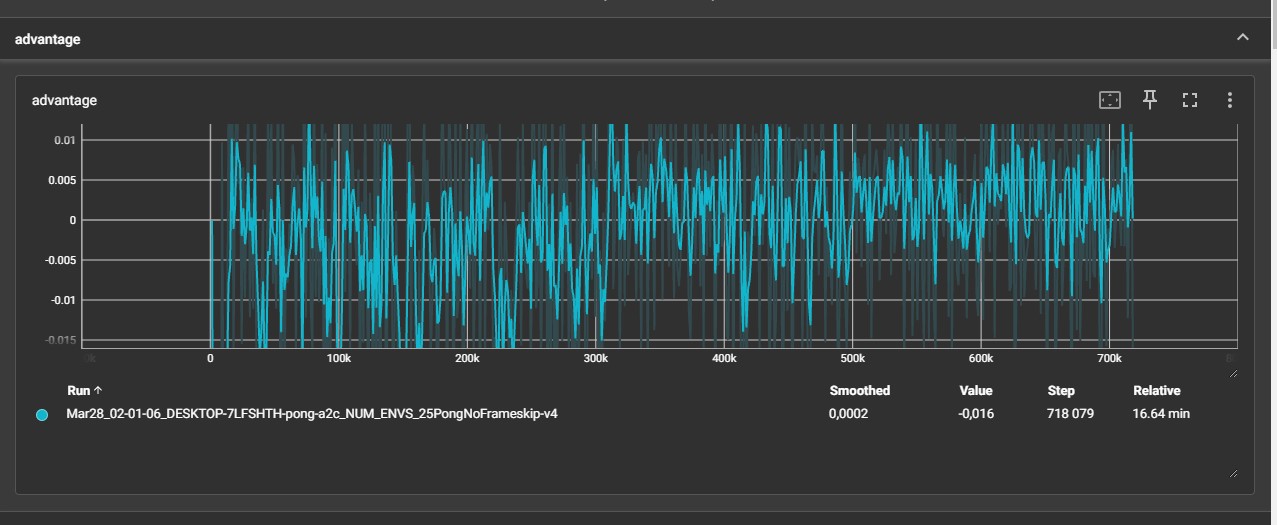 advantage
advantage
0.01
0.005
0
-0.005
-0.01
-0.015
0 100k 200k 300k 400k 500k 600k 700k
Run Smoothed Value Step Relative
Mar28_02-01-06_DESKTOP-7LFSHTH-pong-a2c_NUM_ENVS_25PongNoFrameskip-v4 0,0002 -0,016 718 079 16.64 min